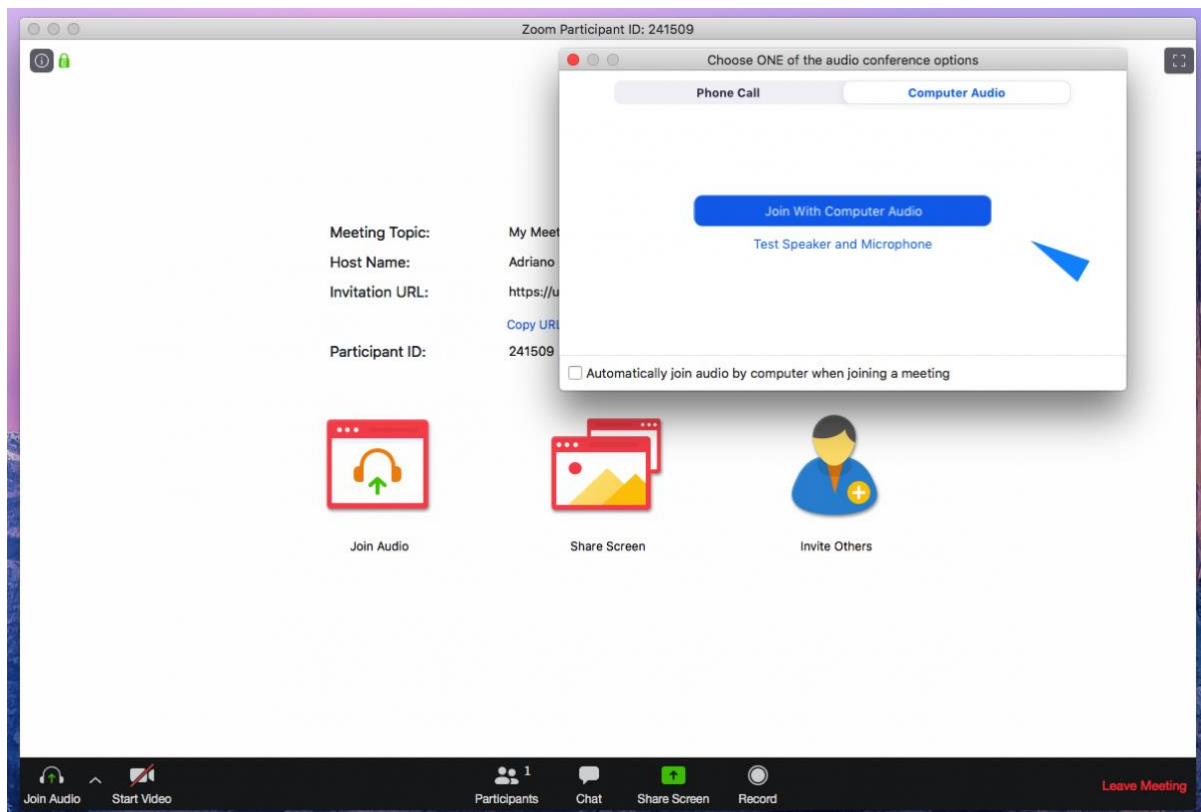 Zoom Participant ID: 241509
Choose ONE of the audio conference options
Phone Call Computer Audio
Join With Computer Audio
Test Speaker and Microphone
Automatically join audio by computer when joining a meeting
Meeting Topic: My Meet
Host Name: Adriano
Invitation URL: https://u
Copy URL
Participant ID: 241509
Join Audio Share Screen Invite Others
1
Join Audio Start Video Participants Chat Share Screen Record Leave Meeting